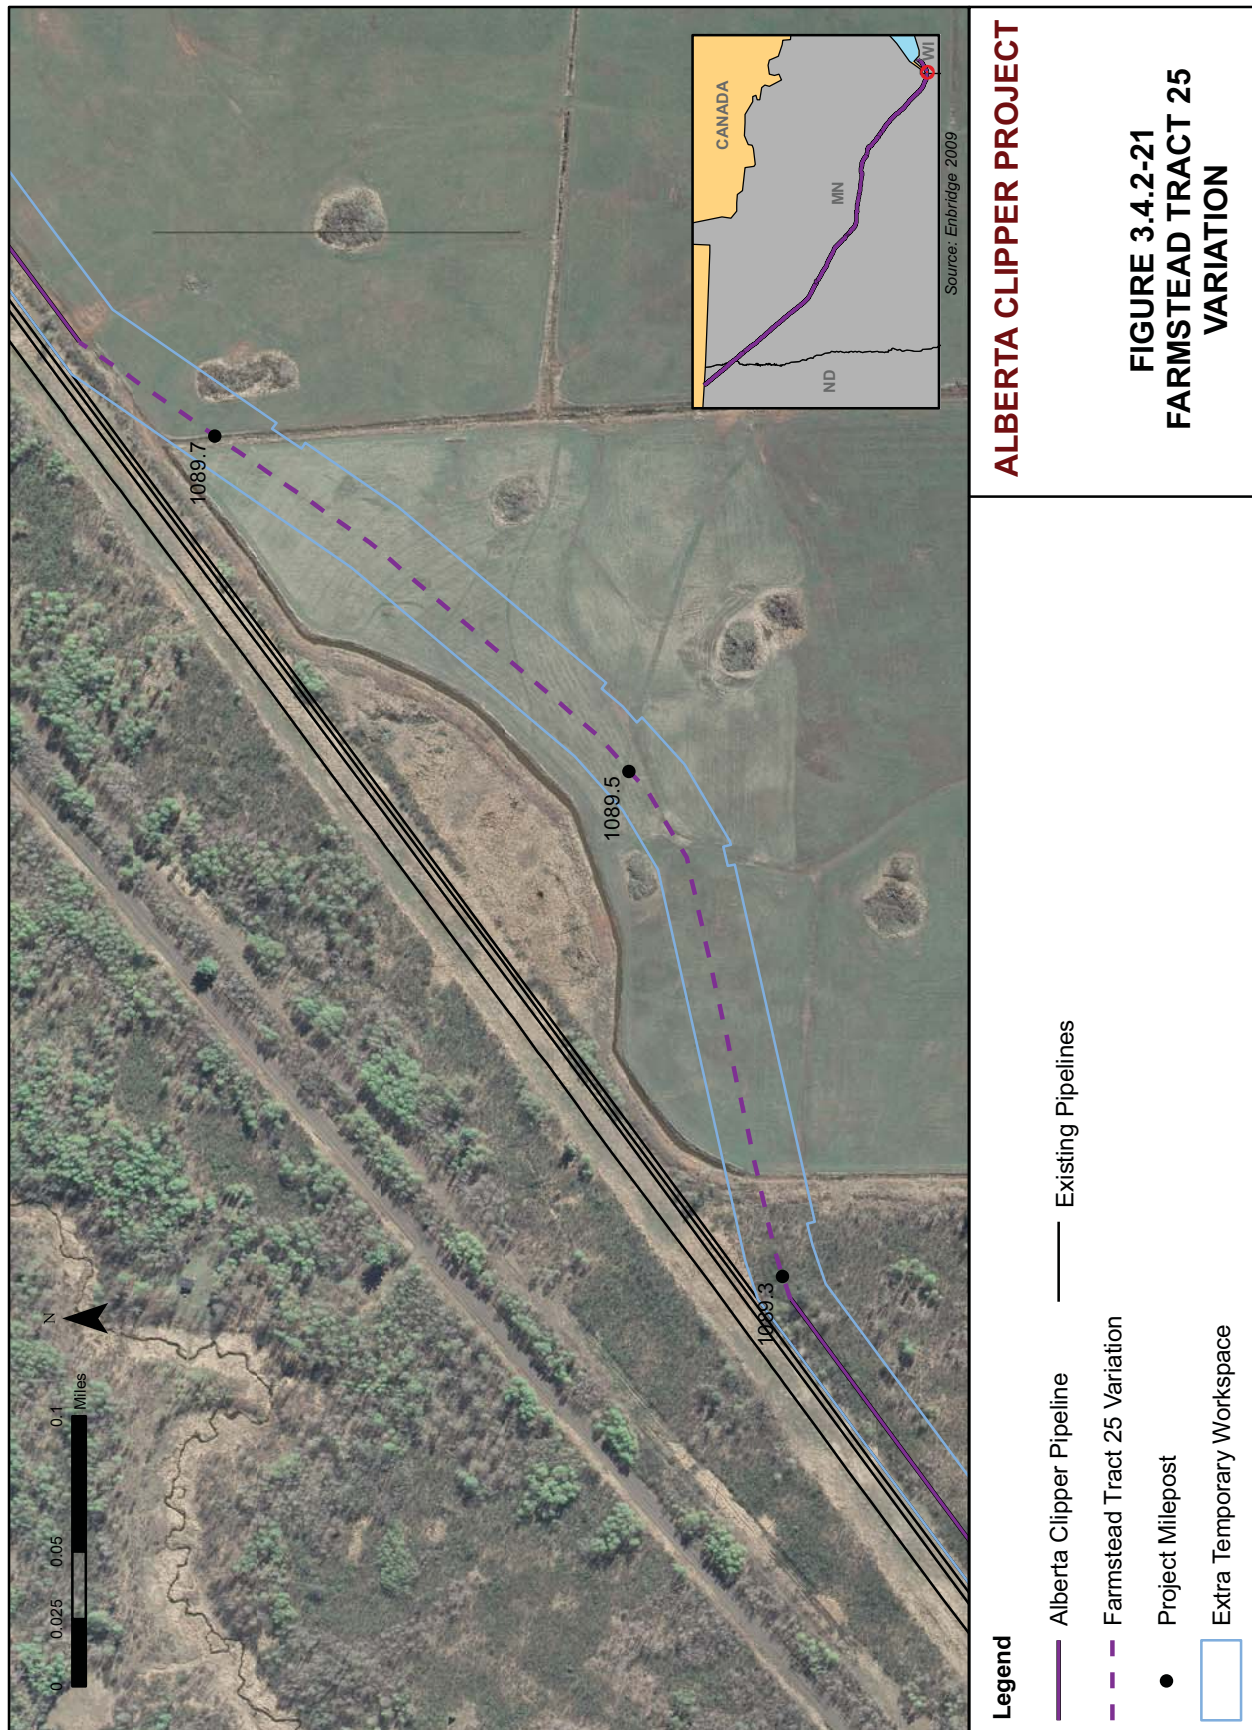 ALBERTA CLIPPER PROJECT
FIGURE 3.4.2-21
FARMSTEAD TRACT 25
VARIATION
Legend
Alberta Clipper Pipeline
Farmstead Tract 25 Variation
Project Milepost
Extra Temporary Workspace
Existing Pipelines
0 0.025 0.05 0.1
Miles
N
1089.3
1089.5
1089.7
CANADA
ND
MN
WI
Source: Enbridge 2009